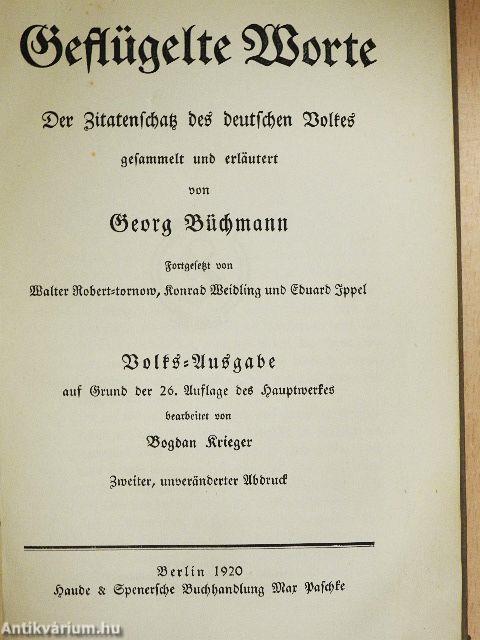 Geflügelte Worte
Der Zitatenschatz des deutschen Volkes
gesammelt und erläutert
von
Georg Büchmann
Fortgesetzt von
Walter Robert=tornow, Konrad Weidling und Eduard Ippel
Volks=Ausgabe
auf Grund der 26. Auflage des Hauptwerkes
bearbeitet von
Bogdan Krieger
Zweiter, unveränderter Abdruck
Berlin 1920
Haude & Spenersche Buchhandlung Max Paschke
Antikvárium.hu